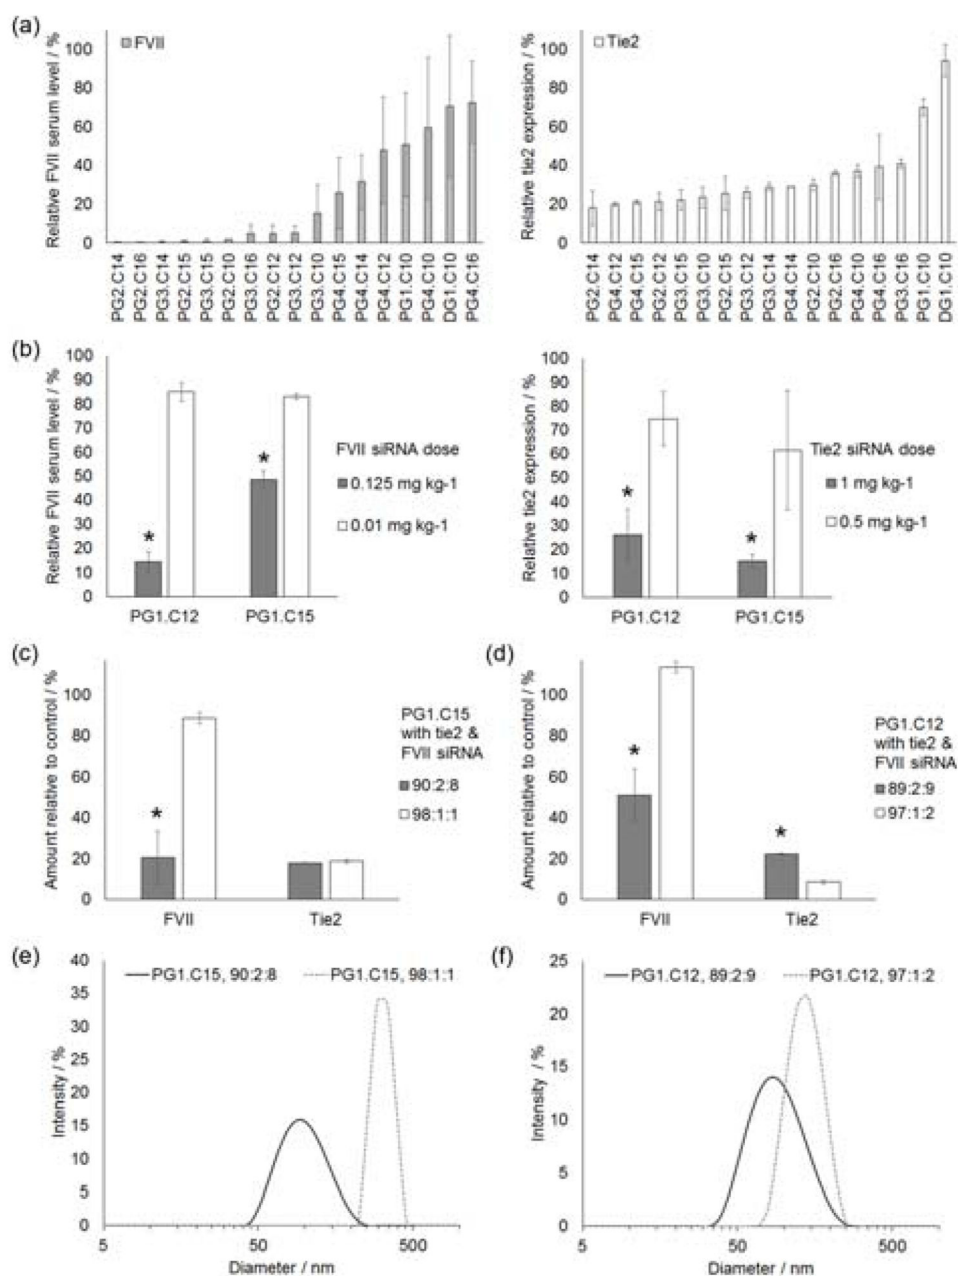 (a)
Relative FVII serum level / %
100
80
60
40
20
0
FVII
PG2.C14
PG2.C16
PG3.C14
PG2.C15
PG3.C15
PG2.C10
PG3.C16
PG2.C12
PG3.C12
PG3.C10
PG4.C15
PG4.C14
PG4.C12
PG1.C10
PG4.C10
DG1.C10
PG4.C16
Relative tie2 expression / %
100
80
60
40
20
0
Tie2
PG2.C14
PG4.C12
PG4.C15
PG2.C12
PG3.C15
PG3.C10
PG2.C15
PG3.C12
PG3.C14
PG4.C14
PG2.C10
PG2.C16
PG4.C10
PG4.C16
PG3.C16
PG1.C10
DG1.C10
(b)
Relative FVII serum level / %
100
90
80
70
60
50
40
30
20
10
0
*
*
PG1.C12
PG1.C15
FVII siRNA dose
0.125 mg kg-1
0.01 mg kg-1
Relative tie2 expression / %
100
90
80
70
60
50
40
30
20
10
0
*
*
PG1.C12
PG1.C15
Tie2 siRNA dose
1 mg kg-1
0.5 mg kg-1
(c)
Amount relative to control / %
100
80
60
40
20
0
*
FVII
Tie2
PG1.C15
with tie2 &
FVII siRNA
90:2:8
98:1:1
(d)
Amount relative to control / %
100
80
60
40
20
0
*
*
FVII
Tie2
PG1.C12
with tie2 &
FVII siRNA
89:2:9
97:1:2
(e)
Intensity / %
40
35
30
25
20
15
10
5
0
PG1.C15, 90:2:8
PG1.C15, 98:1:1
5
50
500
Diameter / nm
(f)
Intensity / %
25
20
15
10
5
0
PG1.C12, 89:2:9
PG1.C12, 97:1:2
5
50
500
Diameter / nm